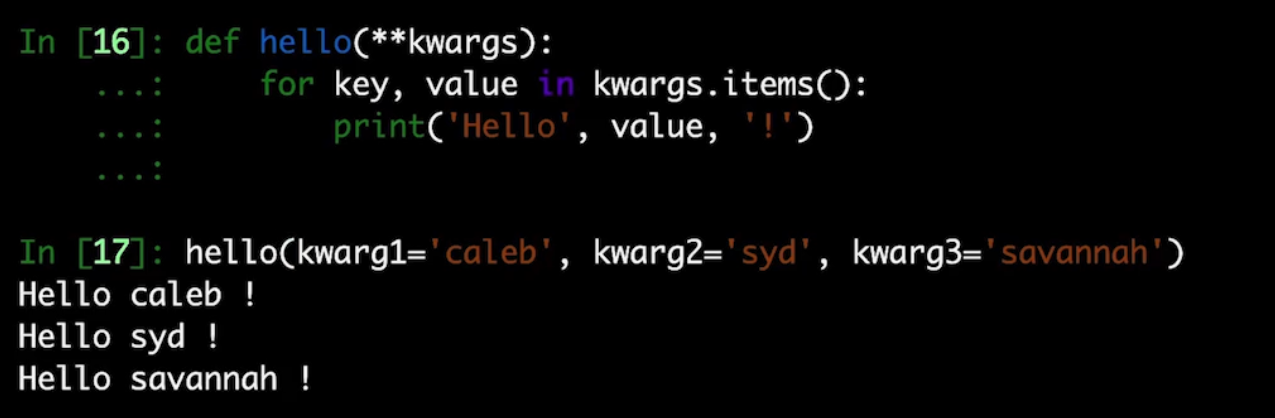 In [16]: def hello(**kwargs):
    ...:     for key, value in kwargs.items():
    ...:         print('Hello', value, '!')
    ...:
In [17]: hello(kwarg1='caleb', kwarg2='syd', kwarg3='savannah')
Hello caleb !
Hello syd !
Hello savannah !